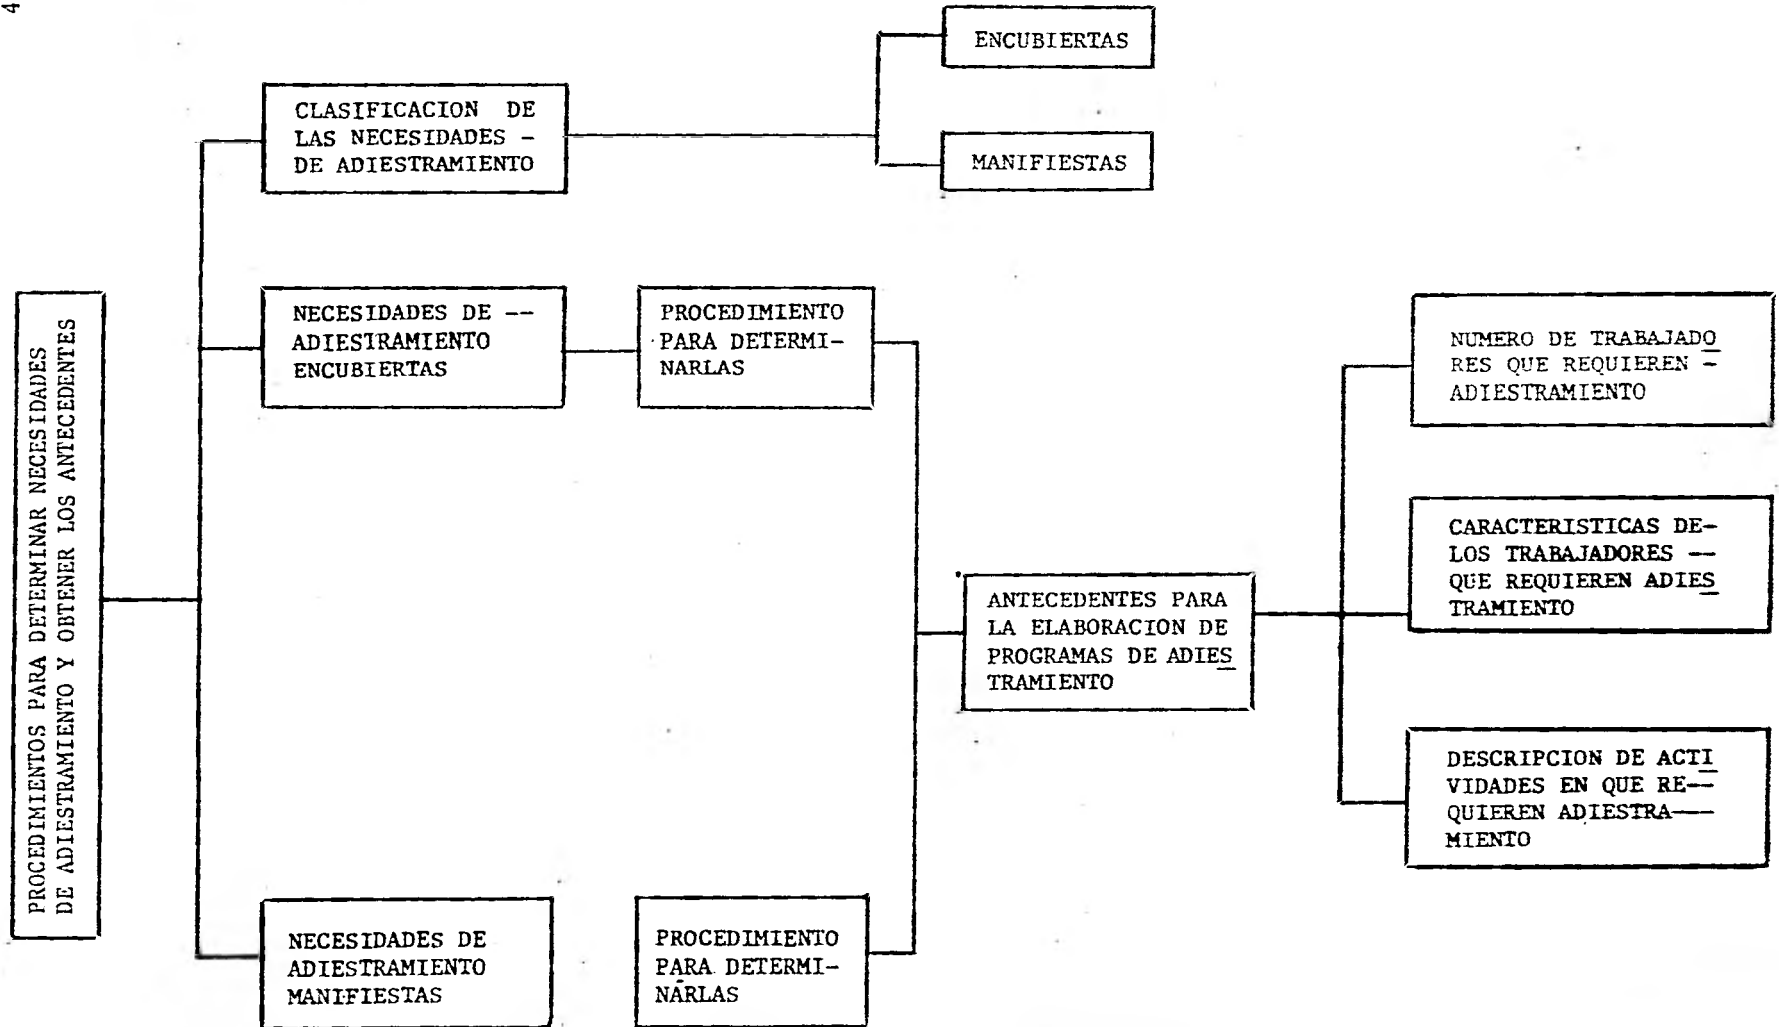 4
PROCEDIMIENTOS PARA DETERMINAR NECESIDADES
DE ADIESTRAMIENTO Y OBTENER LOS ANTECEDENTES
CLASIFICACION DE
LAS NECESIDADES -
DE ADIESTRAMIENTO
ENCUBIERTAS
MANIFIESTAS
NECESIDADES DE --
ADIESTRAMIENTO
ENCUBIERTAS
PROCEDIMIENTO
PARA DETERMI-
NARLAS
NECESIDADES DE
ADIESTRAMIENTO
MANIFIESTAS
PROCEDIMIENTO
PARA DETERMI-
NARLAS
ANTECEDENTES PARA
LA ELABORACION DE
PROGRAMAS DE ADIES
TRAMIENTO
NUMERO DE TRABAJADO
RES QUE REQUIEREN -
ADIESTRAMIENTO
CARACTERISTICAS DE-
LOS TRABAJADORES --
QUE REQUIEREN ADIES
TRAMIENTO
DESCRIPCION DE ACTI
VIDADES EN QUE RE--
QUIEREN ADIESTRA---
MIENTO